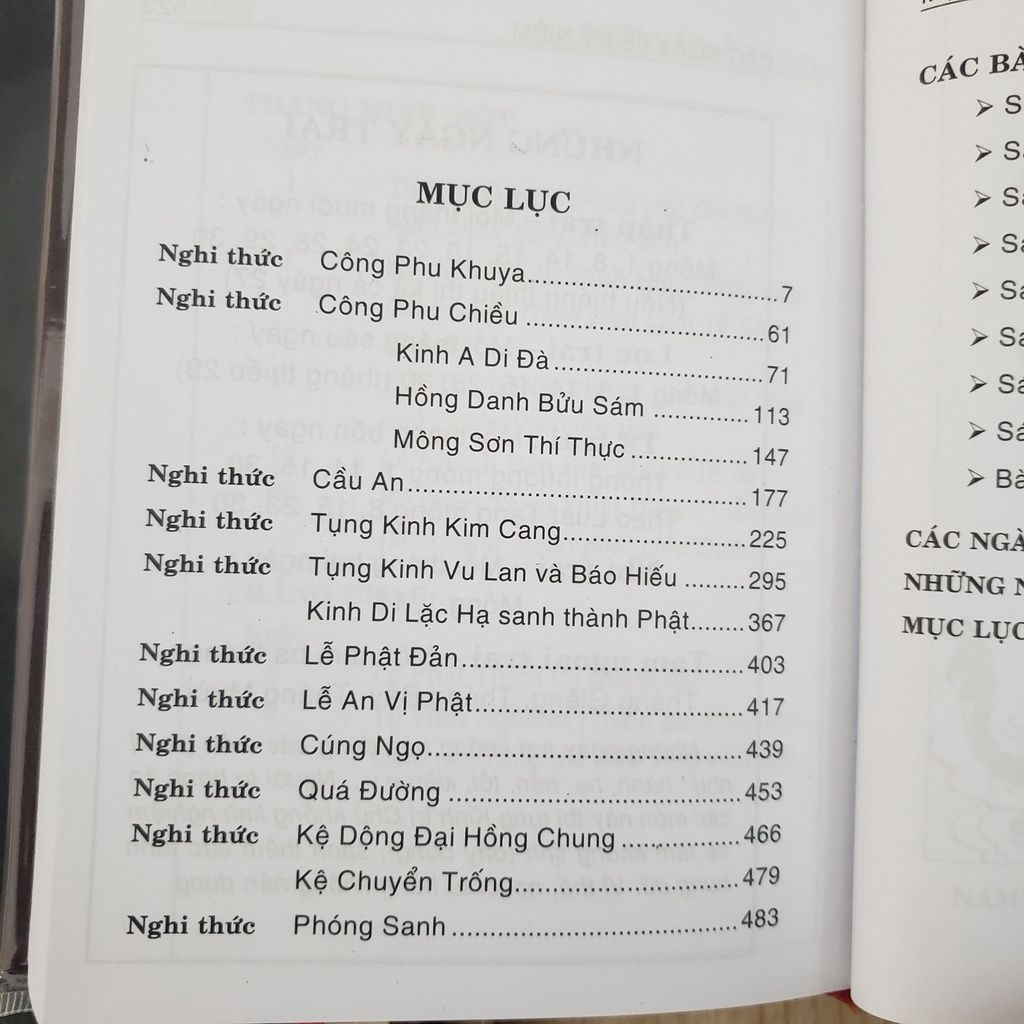 MỤC LỤC
Nghi thức Công Phu Khuya..................................7
Nghi thức Công Phu Chiều ................................61
Kinh A Di Đà............................71
Hồng Danh Bửu Sám .............113
Mông Sơn Thí Thực ................147
Nghi thức Cầu An..............................................177
Nghi thức Tụng Kinh Kim Cang........................225
Nghi thức Tụng Kinh Vu Lan và Báo Hiếu ........295
Kinh Di Lặc Hạ sanh thành Phật.......367
Nghi thức Lễ Phật Đản.....................................403
Nghi thức Lễ An Vị Phật....................................417
Nghi thức Cúng Ngọ..........................................439
Nghi thức Quá Đường .......................................453
Nghi thức Kệ Dộng Đại Hồng Chung ................466
Kệ Chuyển Trống..............................479
Nghi thức Phóng Sanh ......................................483
CÁC
MỤC LỤC